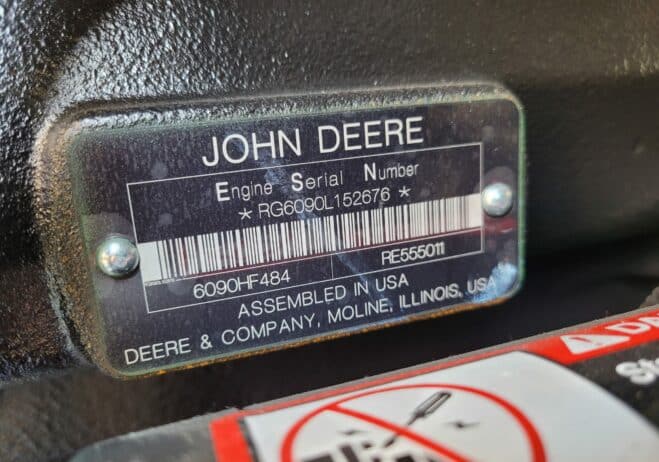 JOHN DEERE
Engine Serial Number
* RG6090L152676 *
6090HF484
RE555011
ASSEMBLED IN USA
DEERE & COMPANY, MOLINE, ILLINOIS, USA